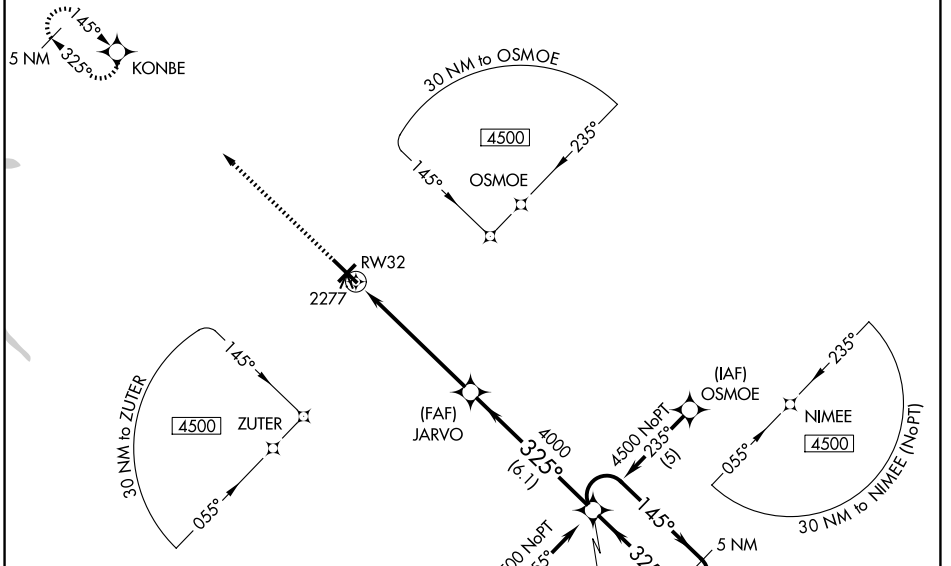 145°
325°
5 NM
KONBE
30 NM to OSMOE
4500
145°
235°
OSMOE
RW32
2277
30 NM to ZUTER
145°
4500
ZUTER
055°
(FAF)
JARVO
4000
325°
(6.1)
(IAF)
OSMOE
4500 NoPT
235°
(5)
235°
NIMEE
4500
055°
30 NM to NIMEE (NoPT)
145°
5 NM
NoPT